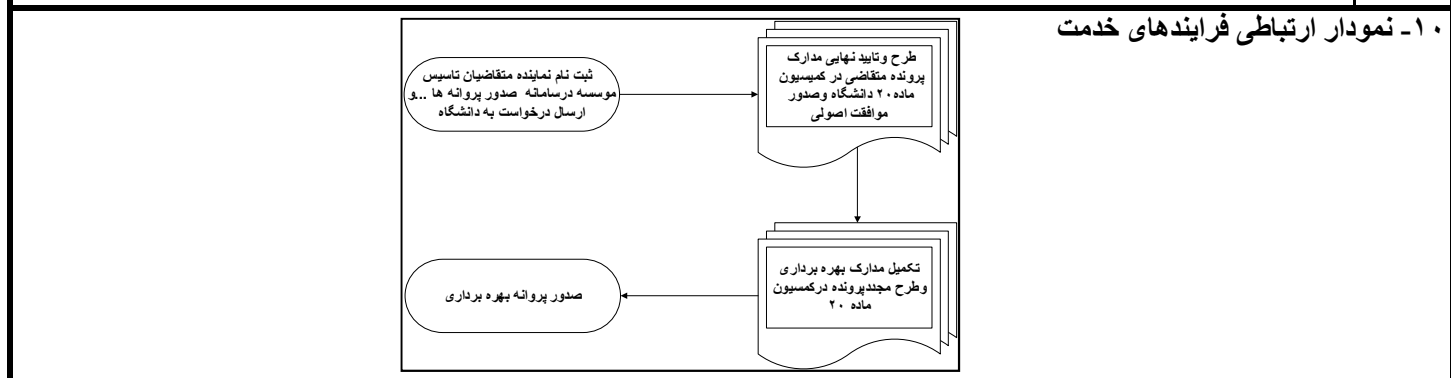 ۱۰- نمودار ارتباطی فرایندهای خدمت
ثبت نام نماینده متقاضیان تاسیس
موسسه درسامانه صدور پروانه ها ...و
ارسال درخواست به دانشگاه
طرح وتایید نهایی مدارک
پرونده متقاضی در کمیسیون
ماده۲۰ دانشگاه وصدور
موافقت اصولی
تکمیل مدارک بهره برداری
وطرح مجددپرونده درکمسیون
ماده ۲۰
صدور پروانه بهره برداری